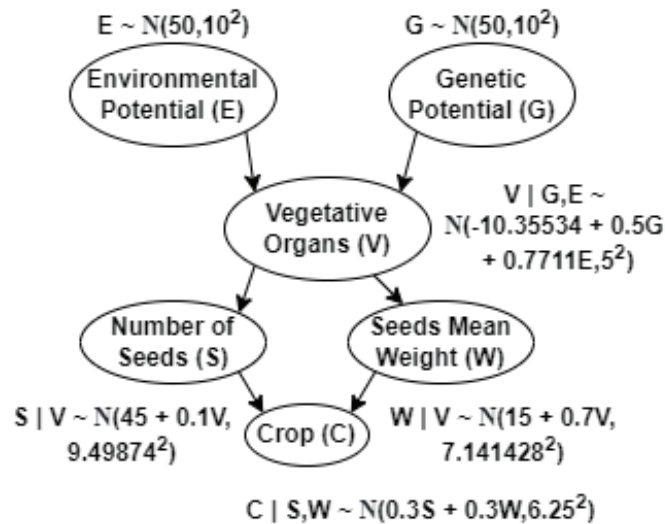 E ~ N(50,10²)
G ~ N(50,10²)
Environmental
Potential (E)
Genetic
Potential (G)
Vegetative
Organs (V)
V | G,E ~
N(-10.35534 + 0.5G
+ 0.7711E,5²)
Number of
Seeds (S)
Seeds Mean
Weight (W)
S | V ~ N(45 + 0.1V,
9.49874²)
Crop (C)
W | V ~ N(15 + 0.7V,
7.141428²)
C | S,W ~ N(0.3S + 0.3W,6.25²)